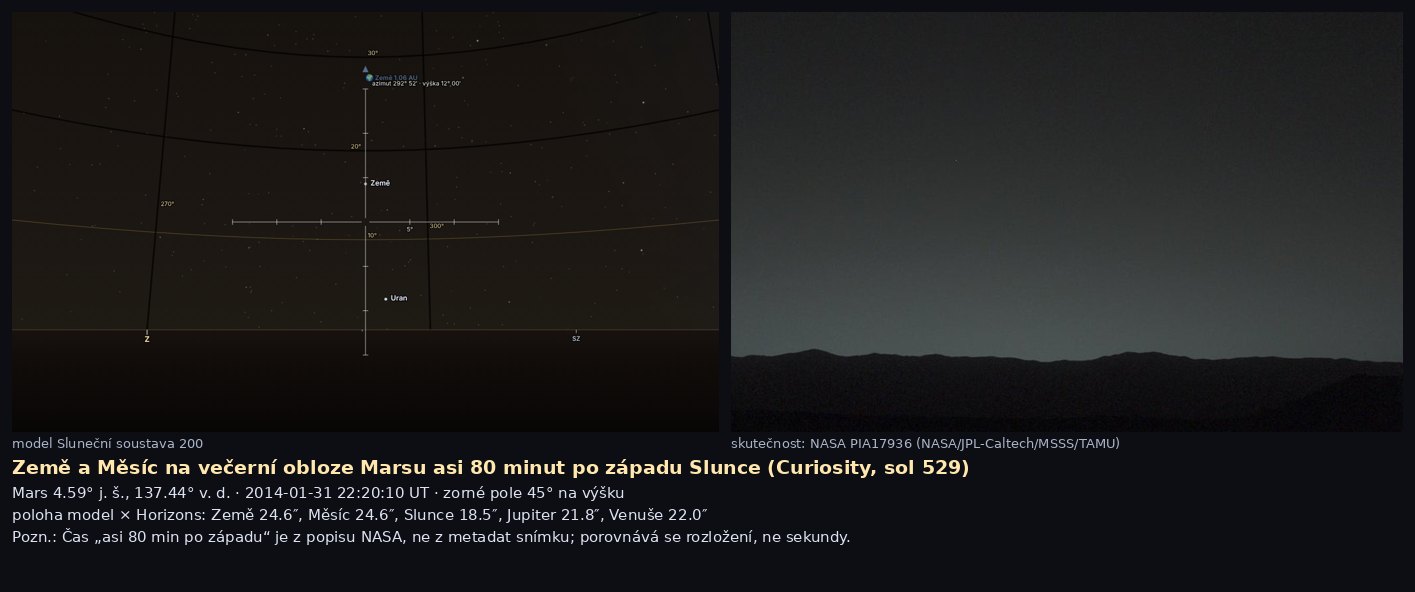 30°
Země 1.06 AU
azimut 292° 52' · výška 12° 00'
20°
Země
270°
5°
300°
10°
Uran
Z
SZ
model Sluneční soustava 200
skutečnost: NASA PIA17936 (NASA/JPL-Caltech/MSSS/TAMU)
Země a Měsíc na večerní obloze Marsu asi 80 minut po západu Slunce (Curiosity, sol 529)
Mars 4.59° j. š., 137.44° v. d. · 2014-01-31 22:20:10 UT · zorné pole 45° na výšku
poloha model × Horizons: Země 24.6″, Měsíc 24.6″, Slunce 18.5″, Jupiter 21.8″, Venuše 22.0″
Pozn.: Čas „asi 80 min po západu“ je z popisu NASA, ne z metadat snímku; porovnává se rozložení, ne sekundy.